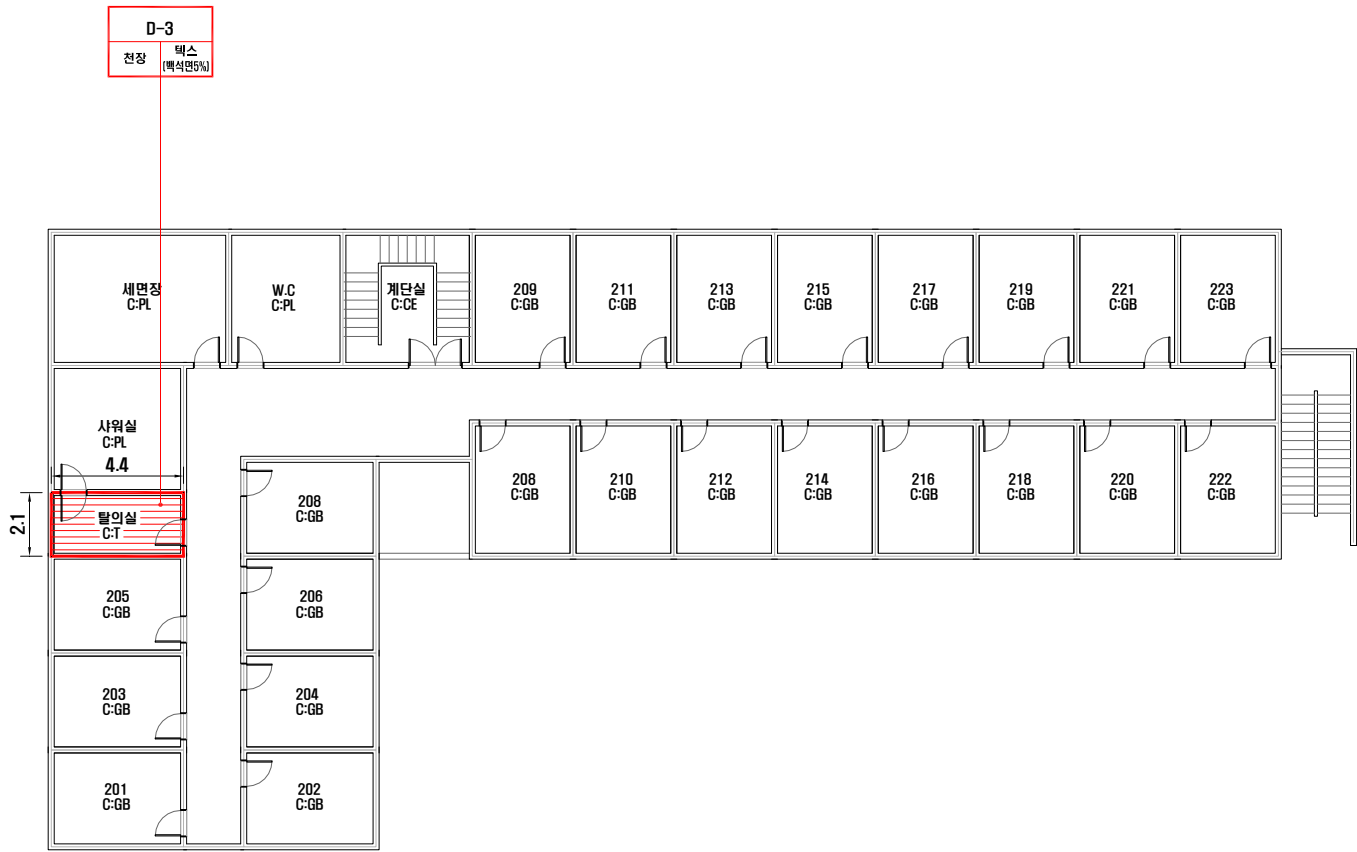 D-3
천장
텍스
(백석면5%)
세면장
C:PL
W.C
C:PL
계단실
C:CE
209
C:GB
211
C:GB
213
C:GB
215
C:GB
217
C:GB
219
C:GB
221
C:GB
223
C:GB
샤워실
C:PL
4.4
2.1
탈의실
C:T
208
C:GB
208
C:GB
210
C:GB
212
C:GB
214
C:GB
216
C:GB
218
C:GB
220
C:GB
222
C:GB
205
C:GB
206
C:GB
203
C:GB
204
C:GB
201
C:GB
202
C:GB